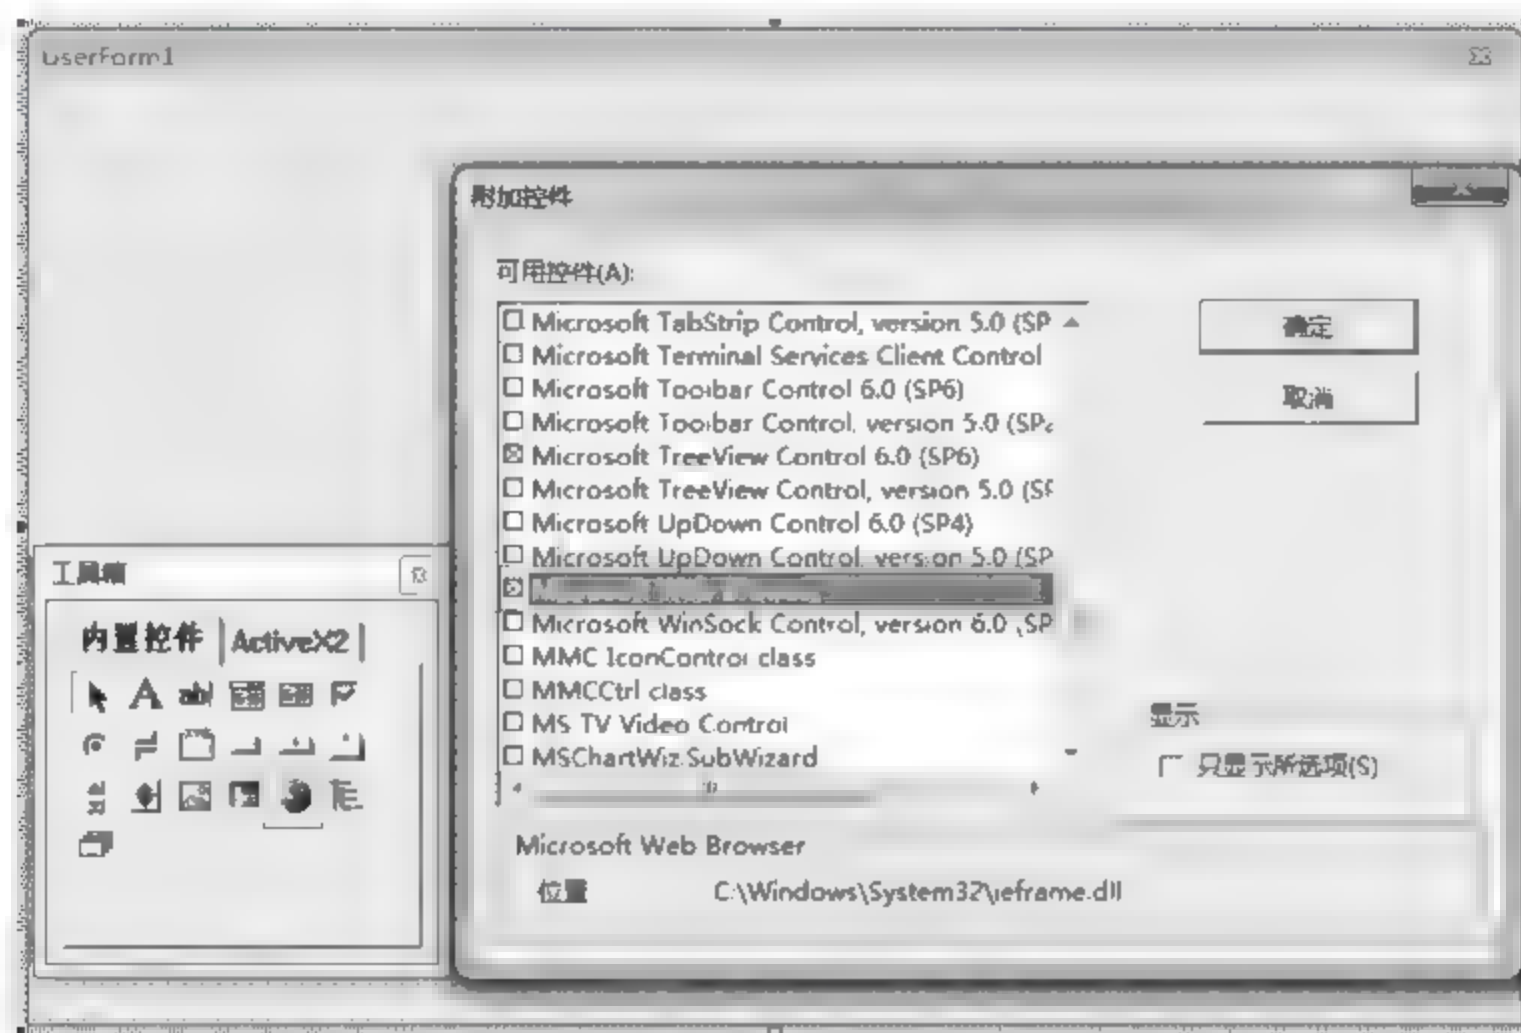 UserForm1
附加控件
可用控件(A):
Microsoft TabStrip Control, version 5.0 (SP
Microsoft Terminal Services Client Control
Microsoft Toolbar Control 6.0 (SP6)
Microsoft Toolbar Control, version 5.0 (SP
Microsoft TreeView Control 6.0 (SP6)
Microsoft TreeView Control, version 5.0 (SF
Microsoft UpDown Control 6.0 (SP4)
Microsoft UpDown Control, version 5.0 (SP
Microsoft WinSock Control, version 6.0 (SP
MMC IconControl class
MMCCtrl class
MS TV Video Control
MSChartWiz.SubWizard
确定
取消
显示
只显示所选项(S)
Microsoft Web Browser
位置 C:\Windows\System32\ieframe.dll
工具箱
内置控件 ActiveX2
A abl